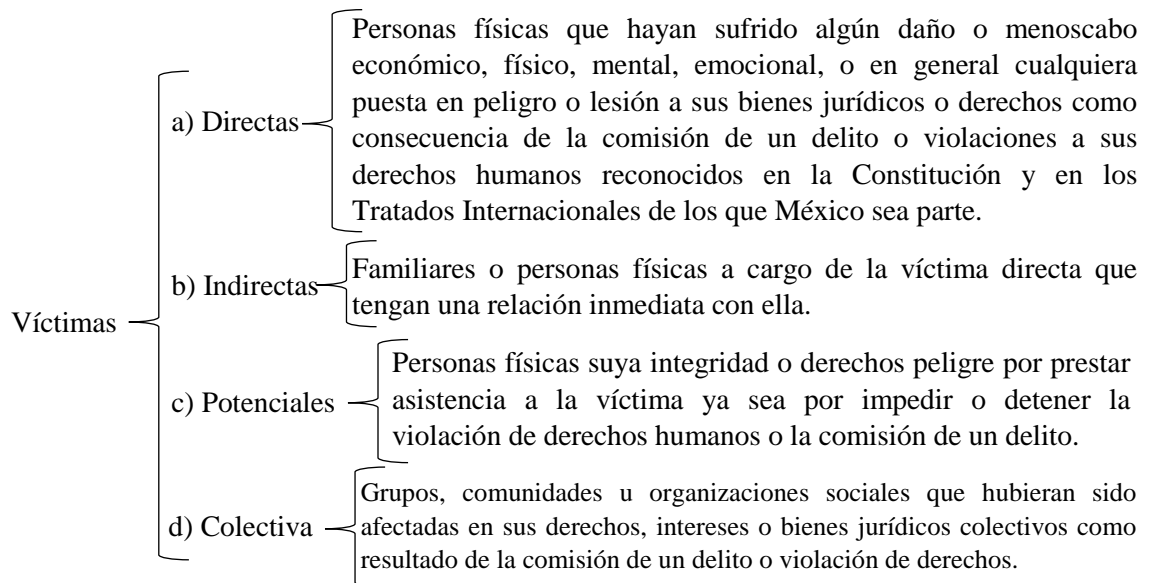 Víctimas
a) Directas
Personas físicas que hayan sufrido algún daño o menoscabo
económico, físico, mental, emocional, o en general cualquiera
puesta en peligro o lesión a sus bienes jurídicos o derechos como
consecuencia de la comisión de un delito o violaciones a sus
derechos humanos reconocidos en la Constitución y en los
Tratados Internacionales de los que México sea parte.
b) Indirectas
Familiares o personas físicas a cargo de la víctima directa que
tengan una relación inmediata con ella.
c) Potenciales
Personas físicas suya integridad o derechos peligre por prestar
asistencia a la víctima ya sea por impedir o detener la
violación de derechos humanos o la comisión de un delito.
d) Colectiva
Grupos, comunidades u organizaciones sociales que hubieran sido
afectadas en sus derechos, intereses o bienes jurídicos colectivos como
resultado de la comisión de un delito o violación de derechos.